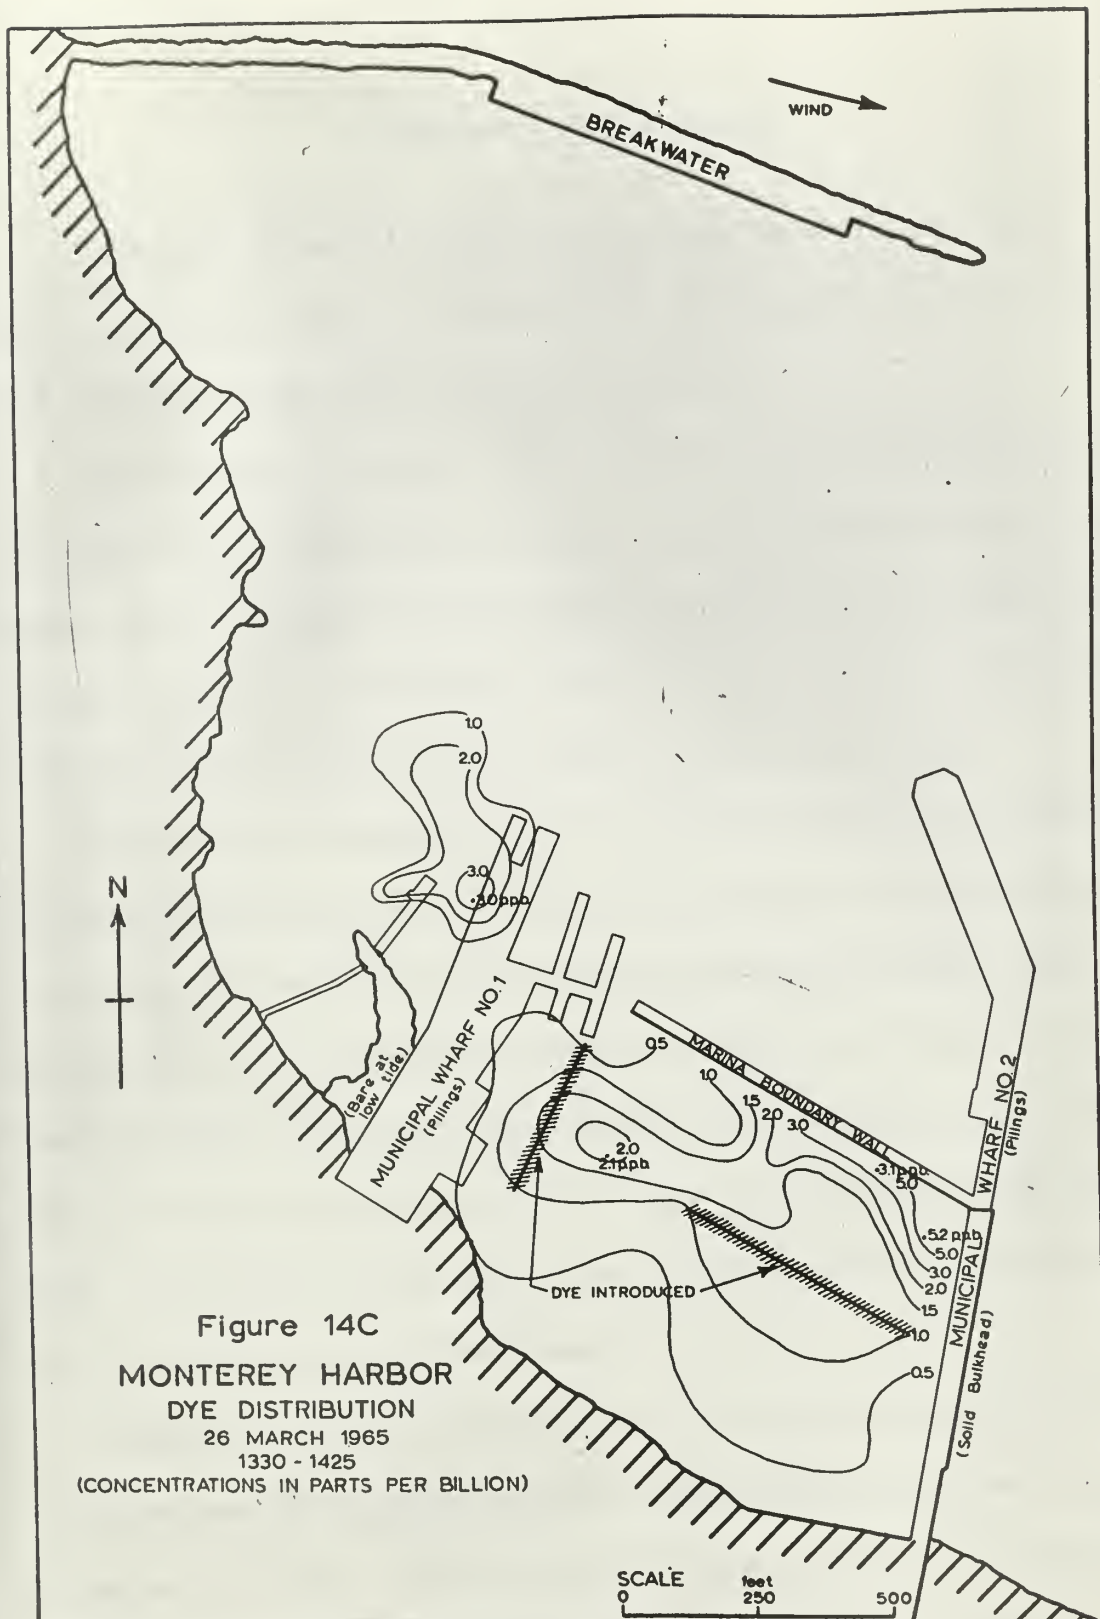 WIND
BREAKWATER
1.0
2.0
3.0
.3.0 p.p.b.
N
(Bare at
low tide)
MUNICIPAL WHARF NO. 1
(Pilings)
MARINA BOUNDARY WALL
0.5
1.0
1.5
2.0
3.0
.3.1 p.p.b.
5.0
2.0
2.1 p.p.b.
.5.2 p.p.b.
5.0
3.0
2.0
1.5
1.0
0.5
MUNICIPAL WHARF NO. 2
(Pilings)
(Solid Bulkhead)
DYE INTRODUCED
Figure 14C
MONTEREY HARBOR
DYE DISTRIBUTION
26 MARCH 1965
1330 - 1425
(CONCENTRATIONS IN PARTS PER BILLION)
SCALE feet
0 250 500